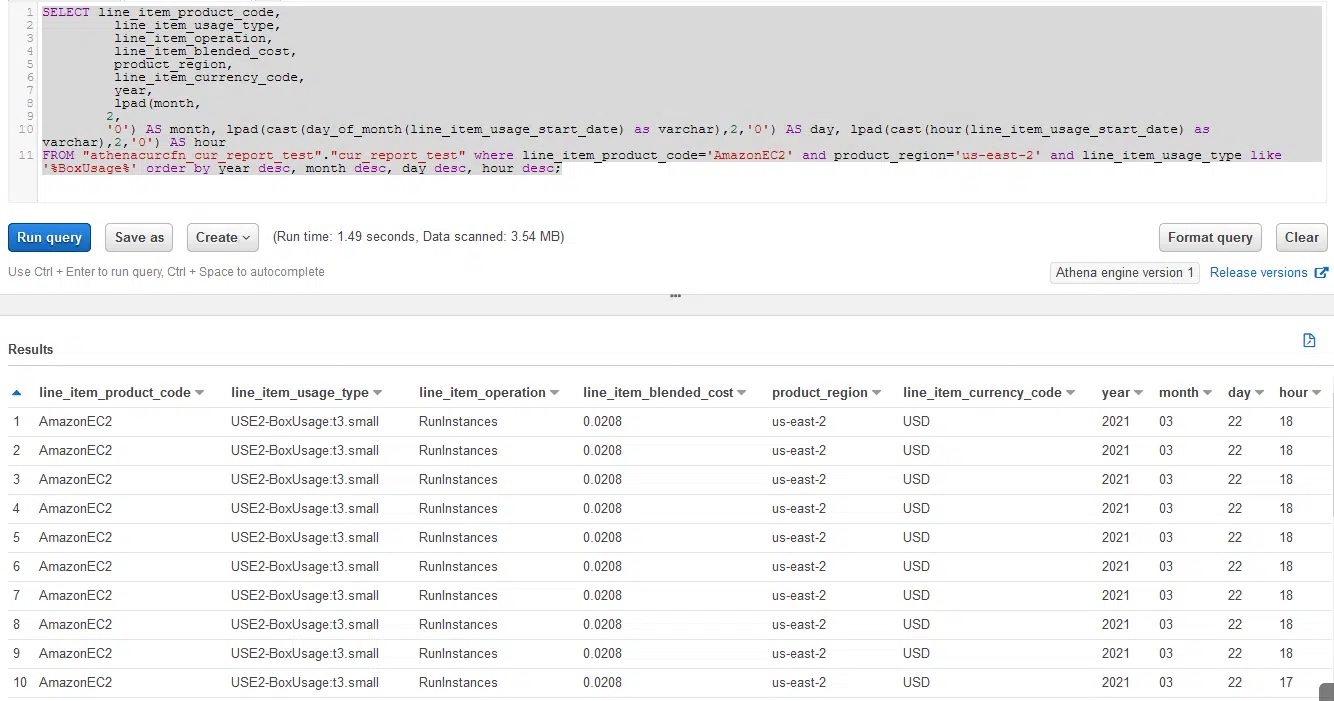 1 SELECT line_item_product_code,
2 line_item_usage_type,
3 line_item_operation,
4 line_item_blended_cost,
5 product_region,
6 line_item_currency_code,
7 year,
8 lpad(month,
9 2,
10 '0') AS month, lpad(cast(day_of_month(line_item_usage_start_date) as varchar),2,'0') AS day, lpad(cast(hour(line_item_usage_start_date) as
varchar),2,'0') AS hour
11 FROM "athenacurcfn_cur_report_test"."cur_report_test" where line_item_product_code='AmazonEC2' and product_region='us-east-2' and line_item_usage_type like
'%BoxUsage%' order by year desc, month desc, day desc, hour desc;
Run query Save as Create (Run time: 1.49 seconds, Data scanned: 3.54 MB) Format query Clear
Use Ctrl + Enter to run query, Ctrl + Space to autocomplete Athena engine version 1 Release versions
Results
line_item_product_code line_item_usage_type line_item_operation line_item_blended_cost product_region line_item_currency_code year month day hour
1 AmazonEC2 USE2-BoxUsage:t3.small RunInstances 0.0208 us-east-2 USD 2021 03 22 18
2 AmazonEC2 USE2-BoxUsage:t3.small RunInstances 0.0208 us-east-2 USD 2021 03 22 18
3 AmazonEC2 USE2-BoxUsage:t3.small RunInstances 0.0208 us-east-2 USD 2021 03 22 18
4 AmazonEC2 USE2-BoxUsage:t3.small RunInstances 0.0208 us-east-2 USD 2021 03 22 18
5 AmazonEC2 USE2-BoxUsage:t3.small RunInstances 0.0208 us-east-2 USD 2021 03 22 18
6 AmazonEC2 USE2-BoxUsage:t3.small RunInstances 0.0208 us-east-2 USD 2021 03 22 18
7 AmazonEC2 USE2-BoxUsage:t3.small RunInstances 0.0208 us-east-2 USD 2021 03 22 18
8 AmazonEC2 USE2-BoxUsage:t3.small RunInstances 0.0208 us-east-2 USD 2021 03 22 18
9 AmazonEC2 USE2-BoxUsage:t3.small RunInstances 0.0208 us-east-2 USD 2021 03 22 18
10 AmazonEC2 USE2-BoxUsage:t3.small RunInstances 0.0208 us-east-2 USD 2021 03 22 17